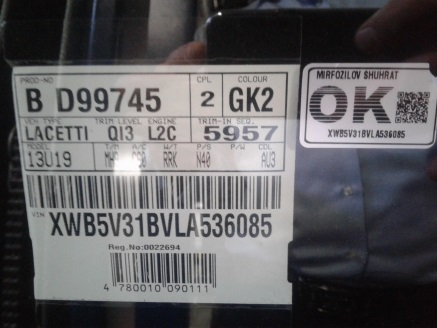 PROD-NO CPL COLOUR
B D99745 2 GK2
VEH TYPE TRIM LEVEL ENGINE TRIM-IN SEQ.
LACETTI Q13 L2C 5957
MODEL T/M A/C W/T P/S P/W CDL
13U19 RRK N40 AU3
VIN XWB5V31BVLA536085
Reg.No:0022694
4 780010 090111
MIRFOZILOV SHUHRAT
OK
XWB5V31BVLA536085